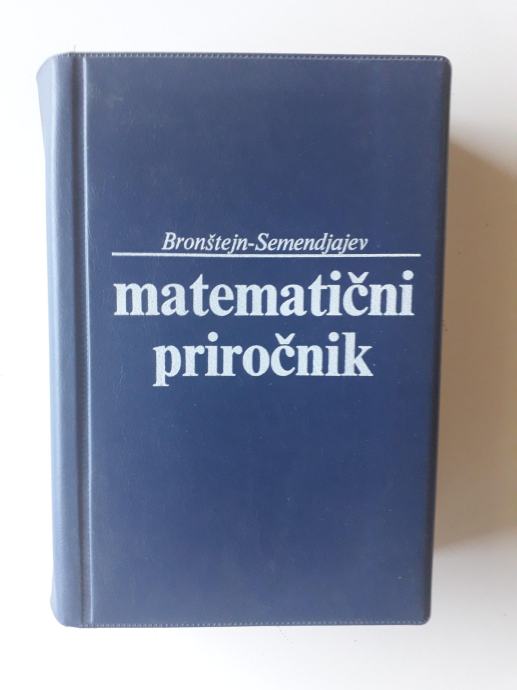 Bronštejn-Semendjajev
matematični
priročnik